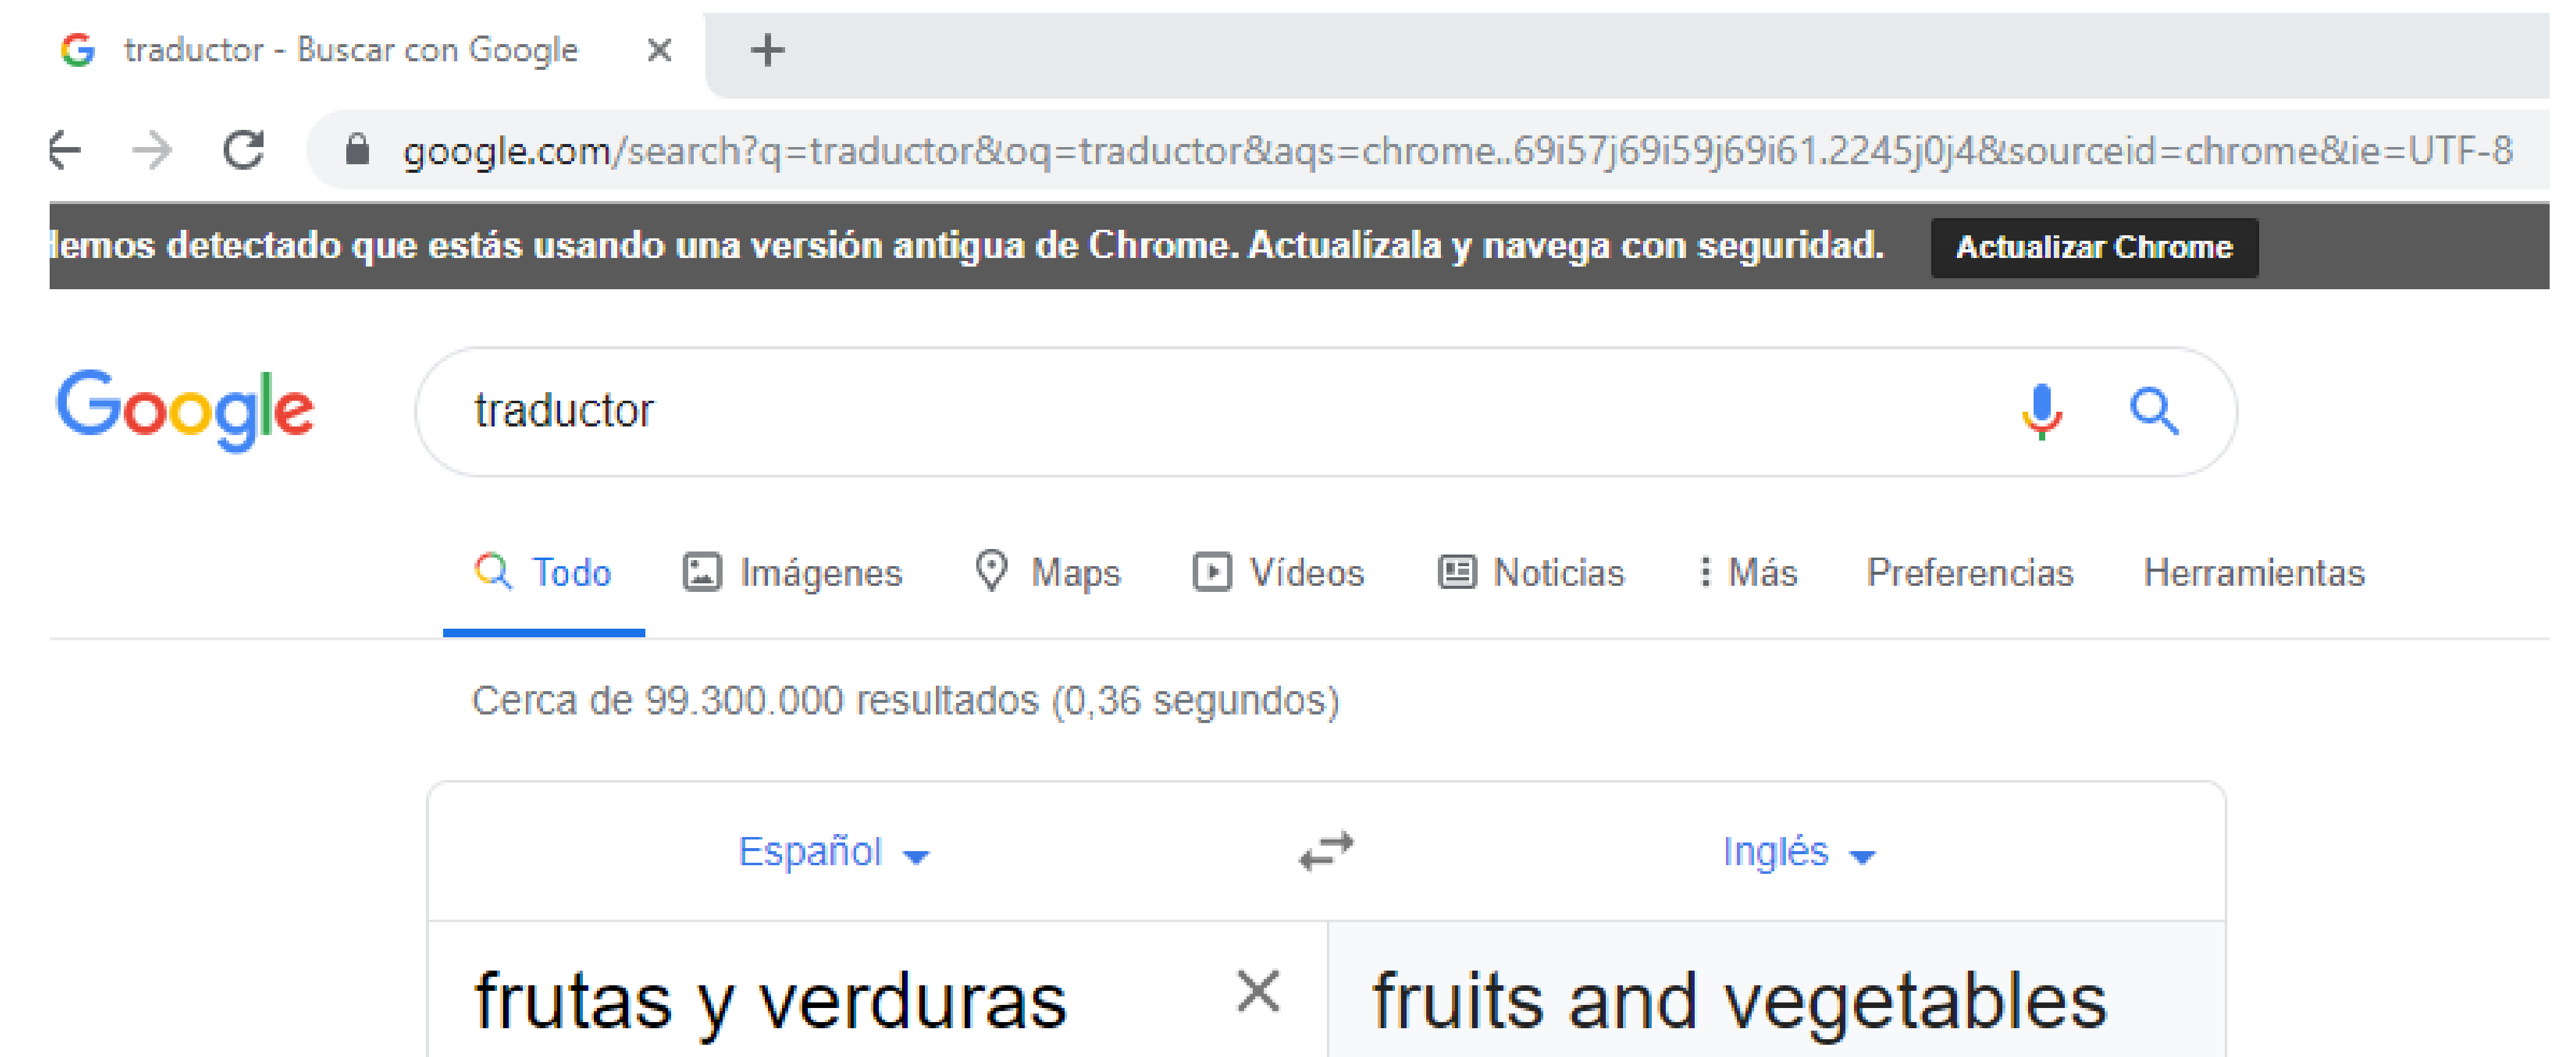 traductor - Buscar con Google
google.com/search?q=traductor&oq=traductor&aqs=chrome..69i57j69i59j69i61.2245j0j4&sourceid=chrome&ie=UTF-8
Hemos detectado que estás usando una versión antigua de Chrome. Actualízala y navega con seguridad. Actualizar Chrome
Google traductor
Todo Imágenes Maps Vídeos Noticias Más Preferencias Herramientas
Cerca de 99.300.000 resultados (0,36 segundos)
Español Inglés
frutas y verduras fruits and vegetables